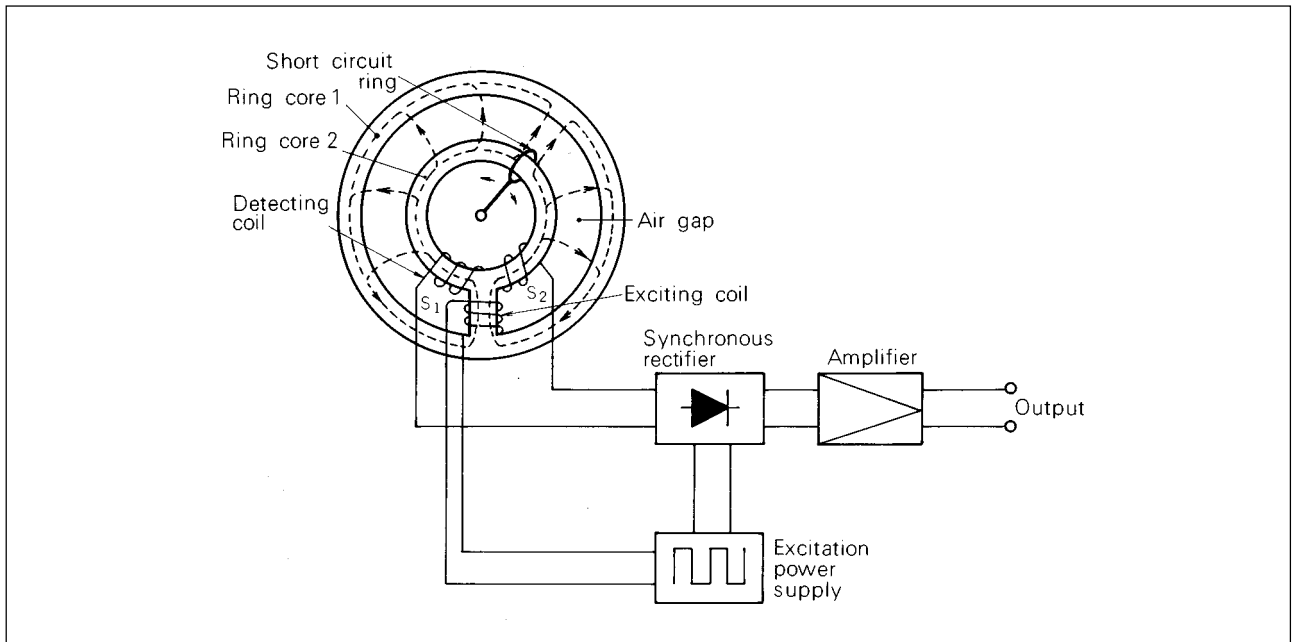 Short circuit
ring
Ring core 1
Ring core 2
Detecting
coil
Air gap
S1
S2
Exciting coil
Synchronous
rectifier
Amplifier
Output
Excitation
power
supply